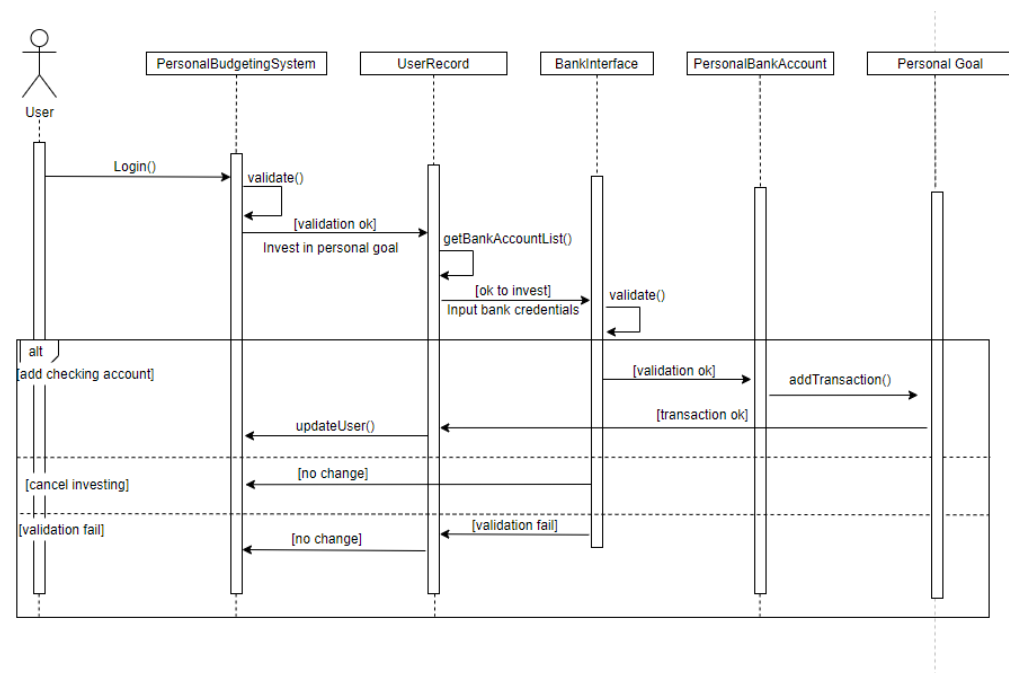 PersonalBudgetingSystem
UserRecord
BankInterface
PersonalBankAccount
Personal Goal
User
Login()
validate()
[validation ok]
Invest in personal goal
getBankAccountList()
[ok to invest]
Input bank credentials
validate()
alt
[add checking account]
[validation ok]
addTransaction()
[transaction ok]
updateUser()
[no change]
[cancel investing]
[validation fail]
[validation fail]
[no change]